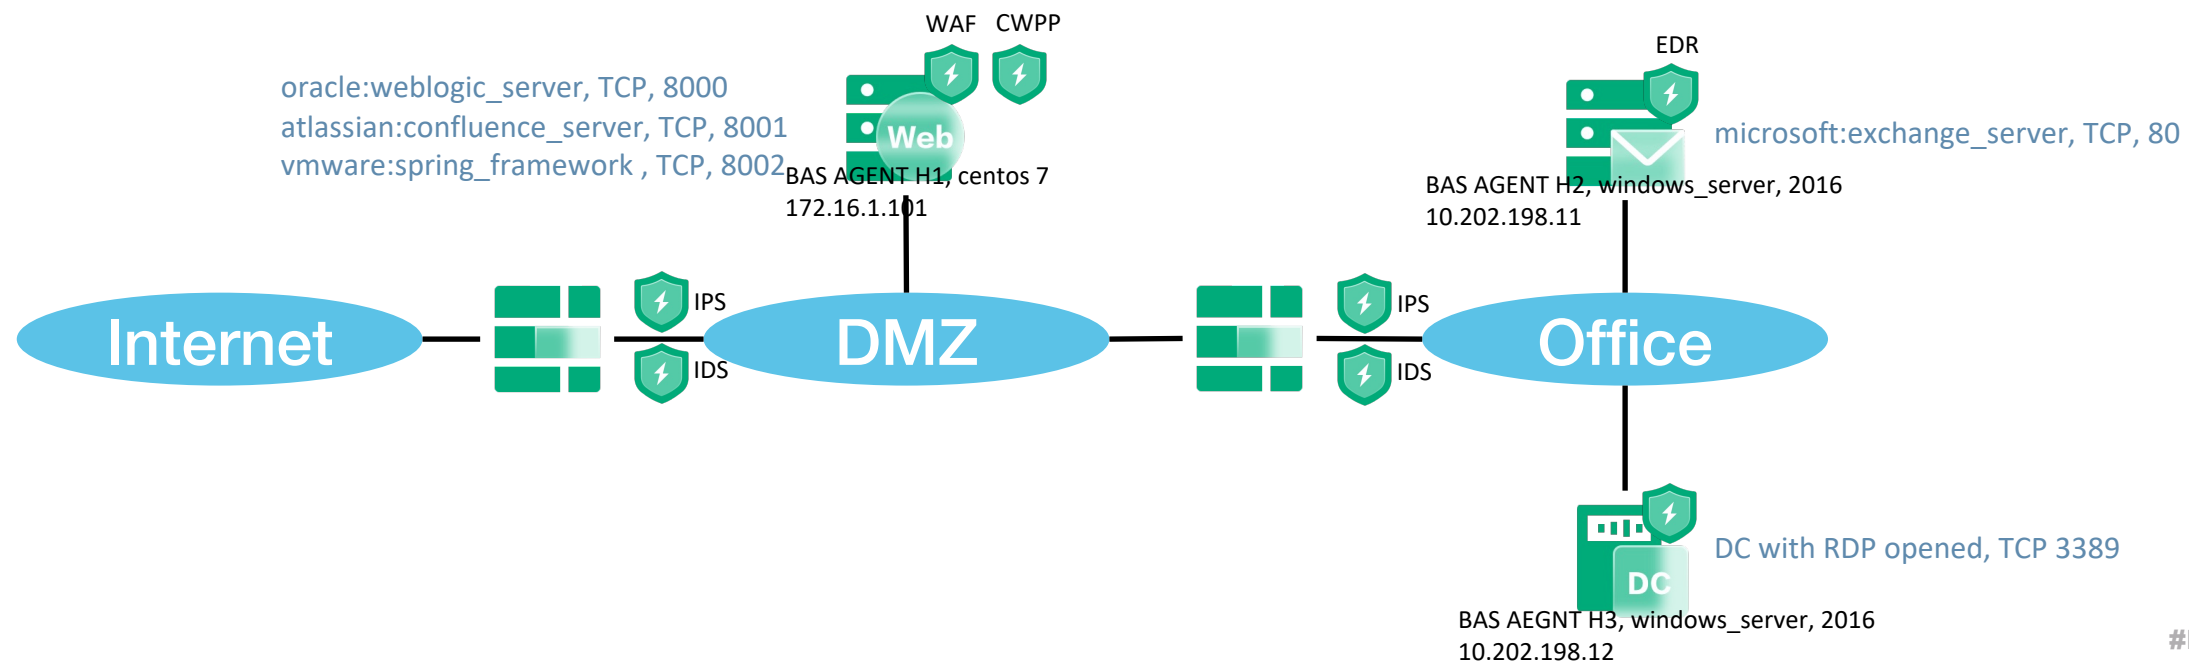 WAF CWPP
EDR
oracle:weblogic_server, TCP, 8000
atlassian:confluence_server, TCP, 8001
vmware:spring_framework , TCP, 8002
Web
BAS AGENT H1, centos 7
172.16.1.101
microsoft:exchange_server, TCP, 80
BAS AGENT H2, windows_server, 2016
10.202.198.11
Internet
IPS
IDS
DMZ
IPS
IDS
Office
DC with RDP opened, TCP 3389
DC
BAS AEGNT H3, windows_server, 2016
10.202.198.12